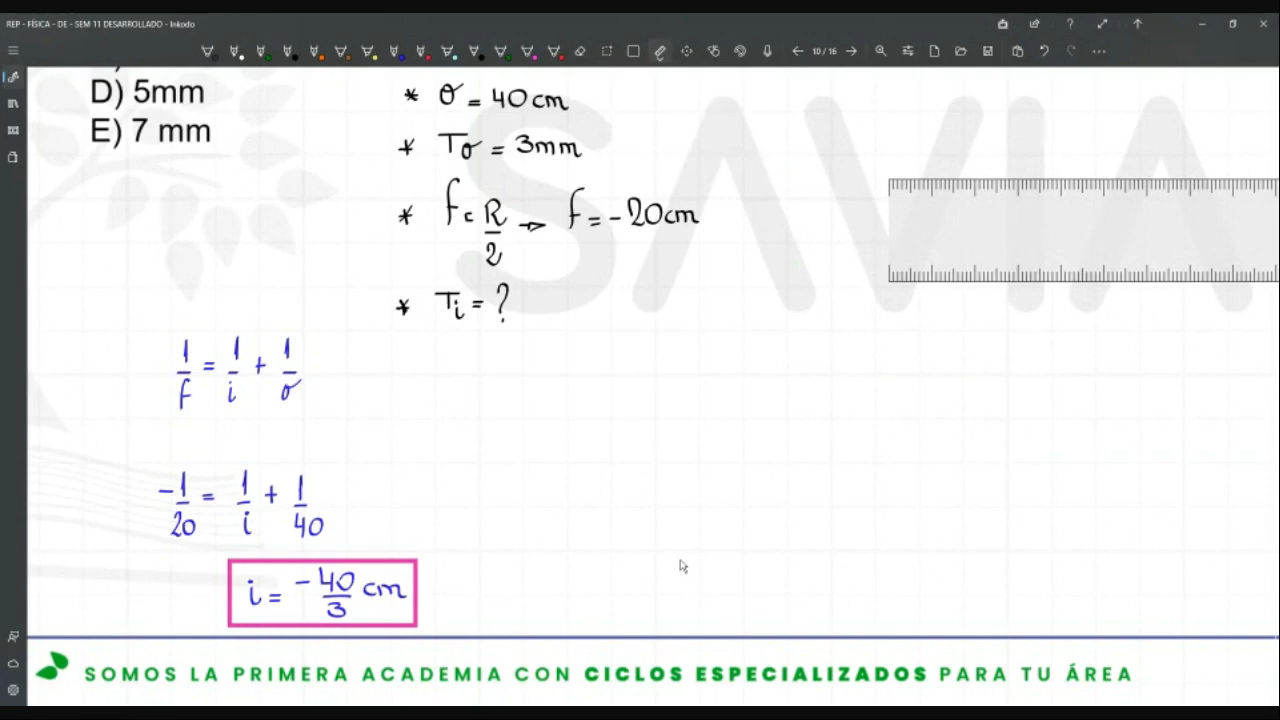 REP - FÍSICA - DE - SEM 11 DESARROLLADO - Inkodo
10/16
D) 5mm
E) 7 mm
* σ = 40 cm
* Tσ = 3mm
* f = R/2 → f = -20cm
* Ti = ?
1/f = 1/i + 1/σ
-1/20 = 1/i + 1/40
i = -40/3 cm
SAVIA
SOMOS LA PRIMERA ACADEMIA CON CICLOS ESPECIALIZADOS PARA TU ÁREA